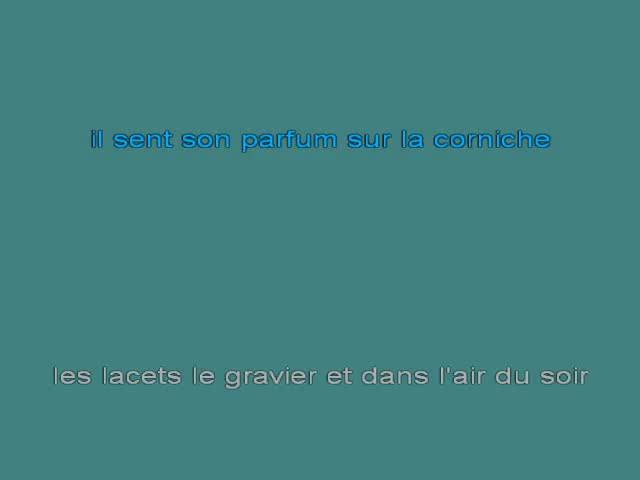 il sent son parfum sur la corniche
les lacets le gravier et dans l'air du soir